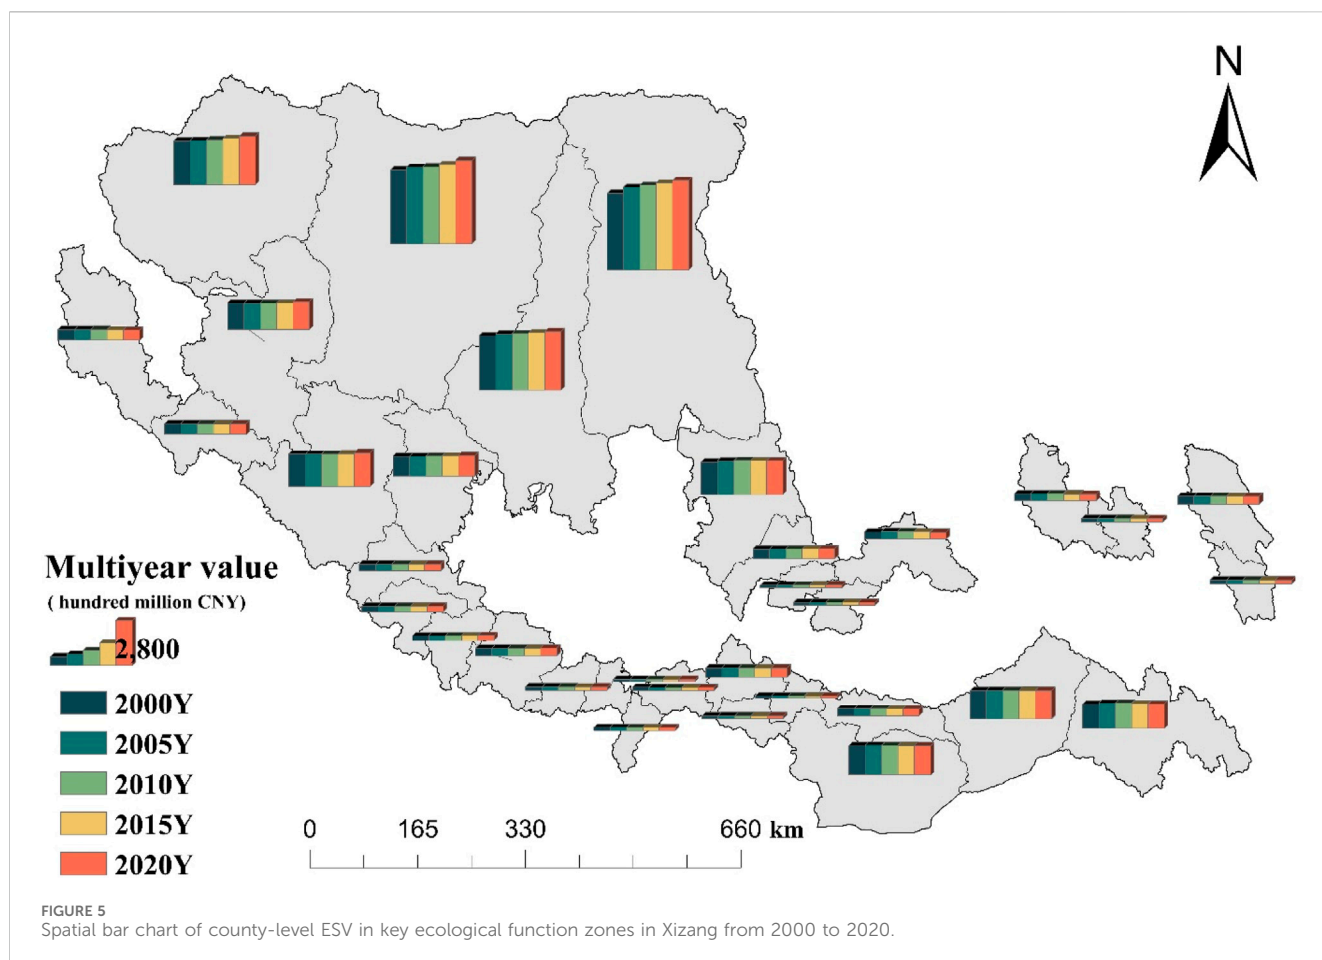 N
Multiyear value
( hundred million CNY)
2,800
2000Y
2005Y
2010Y
2015Y
2020Y
0 165 330 660 km
FIGURE 5
Spatial bar chart of county-level ESV in key ecological function zones in Xizang from 2000 to 2020.